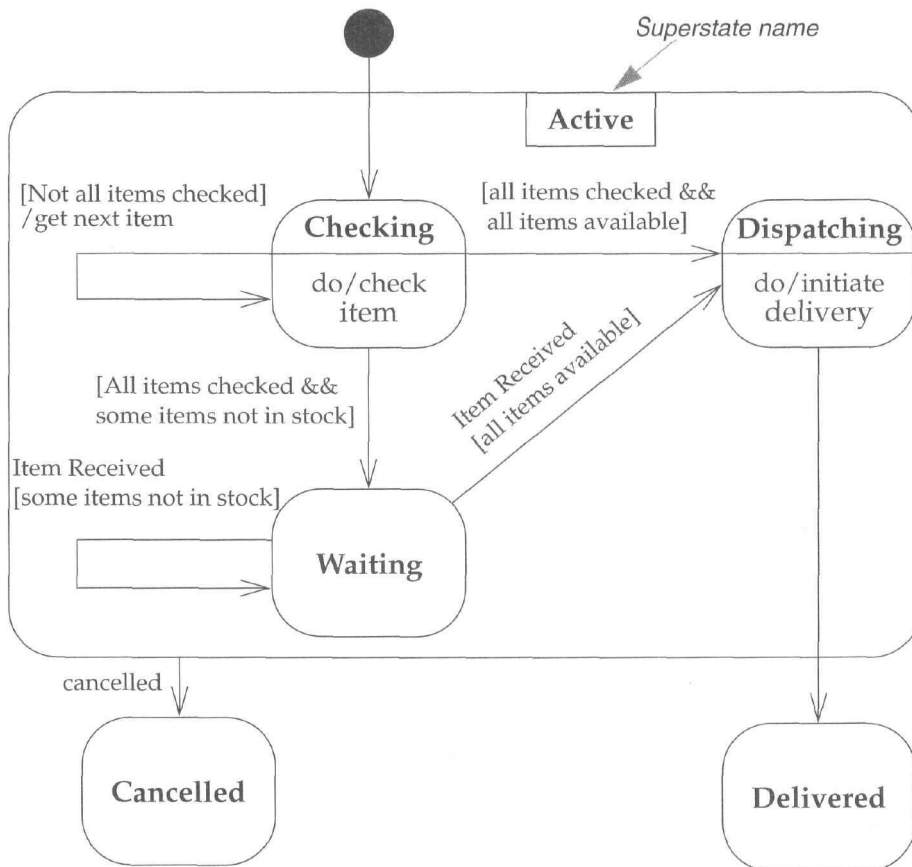 Superstate name
Active
[Not all items checked]
/get next item
[all items checked &&
all items available]
Checking
do/check
item
Dispatching
do/initiate
delivery
[All items checked &&
some items not in stock]
Item Received
[all items available]
Item Received
[some items not in stock]
Waiting
cancelled
Cancelled
Delivered